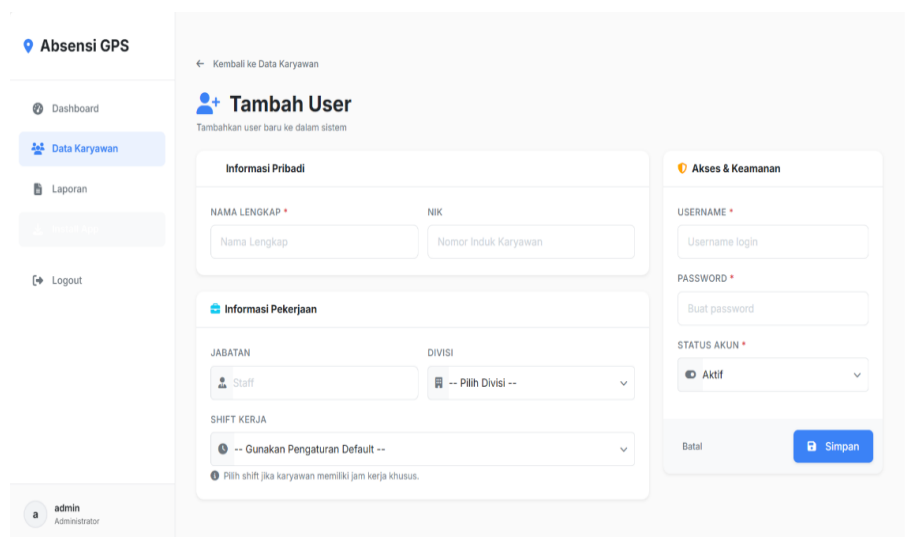 Absensi GPS
Dashboard
Data Karyawan
Laporan
Logout
a
admin
Administrator
← Kembali ke Data Karyawan
Tambah User
Tambahkan user baru ke dalam sistem
Informasi Pribadi
NAMA LENGKAP *
NIK
Nama Lengkap
Nomor Induk Karyawan
Informasi Pekerjaan
JABATAN
DIVISI
Staff
-- Pilih Divisi --
SHIFT KERJA
-- Gunakan Pengaturan Default --
Pilih shift jika karyawan memiliki jam kerja khusus.
Akses & Keamanan
USERNAME *
Username login
PASSWORD *
Buat password
STATUS AKUN *
Aktif
Batal
Simpan